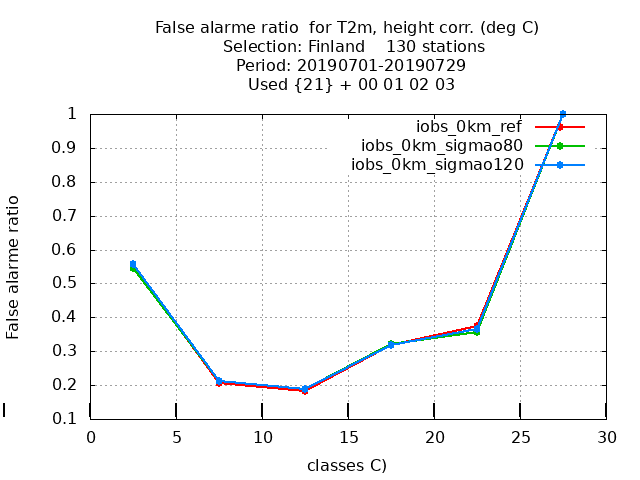 False alarme ratio  for T2m, height corr. (deg C)
Selection: Finland    130 stations
Period: 20190701-20190729
Used {21} + 00 01 02 03
iobs_0km_ref
iobs_0km_sigmao80
iobs_0km_sigmao120
False alarme ratio
1
0.9
0.8
0.7
0.6
0.5
0.4
0.3
0.2
0.1
0 5 10 15 20 25 30
classes C)